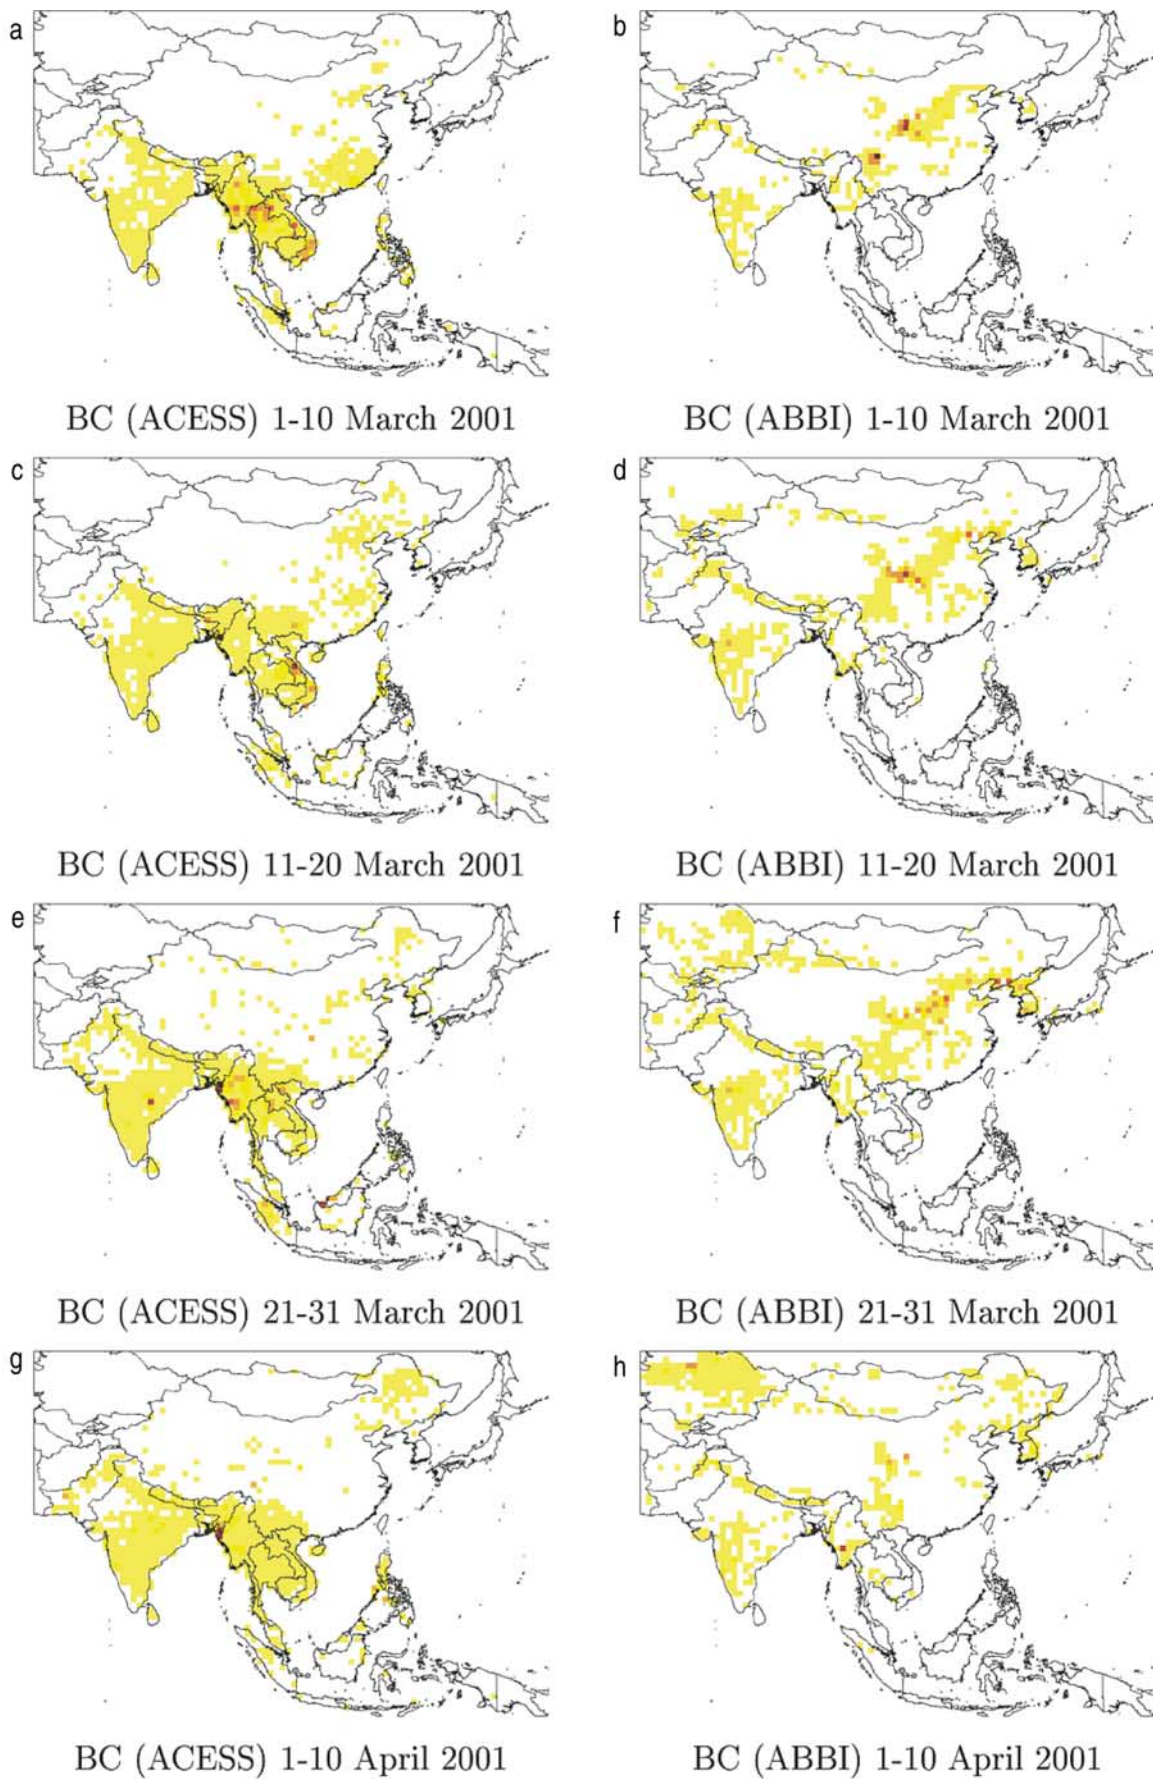 a
b
BC (ACESS) 1-10 March 2001
BC (ABBI) 1-10 March 2001
c
d
BC (ACESS) 11-20 March 2001
BC (ABBI) 11-20 March 2001
e
f
BC (ACESS) 21-31 March 2001
BC (ABBI) 21-31 March 2001
g
h
BC (ACESS) 1-10 April 2001
BC (ABBI) 1-10 April 2001